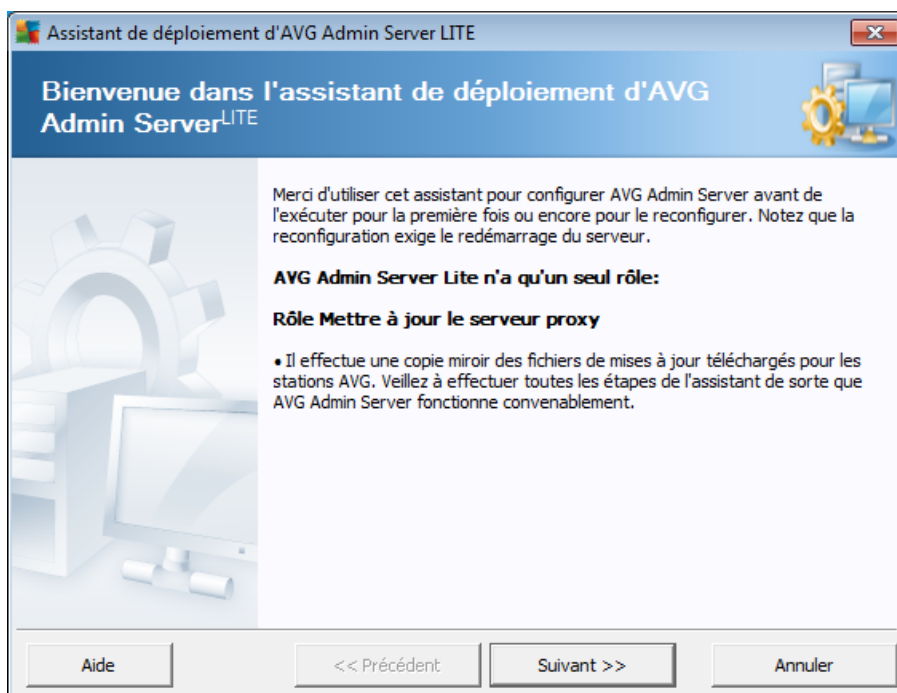 Assistant de déploiement d'AVG Admin Server LITE
Bienvenue dans l'assistant de déploiement d'AVG
Admin Server LITE
Merci d'utiliser cet assistant pour configurer AVG Admin Server avant de
l'exécuter pour la première fois ou encore pour le reconfigurer. Notez que la
reconfiguration exige le redémarrage du serveur.
AVG Admin Server Lite n'a qu'un seul rôle:
Rôle Mettre à jour le serveur proxy
• Il effectue une copie miroir des fichiers de mises à jour téléchargés pour les
stations AVG. Veillez à effectuer toutes les étapes de l'assistant de sorte que
AVG Admin Server fonctionne convenablement.
Aide
<< Précédent
Suivant >>
Annuler